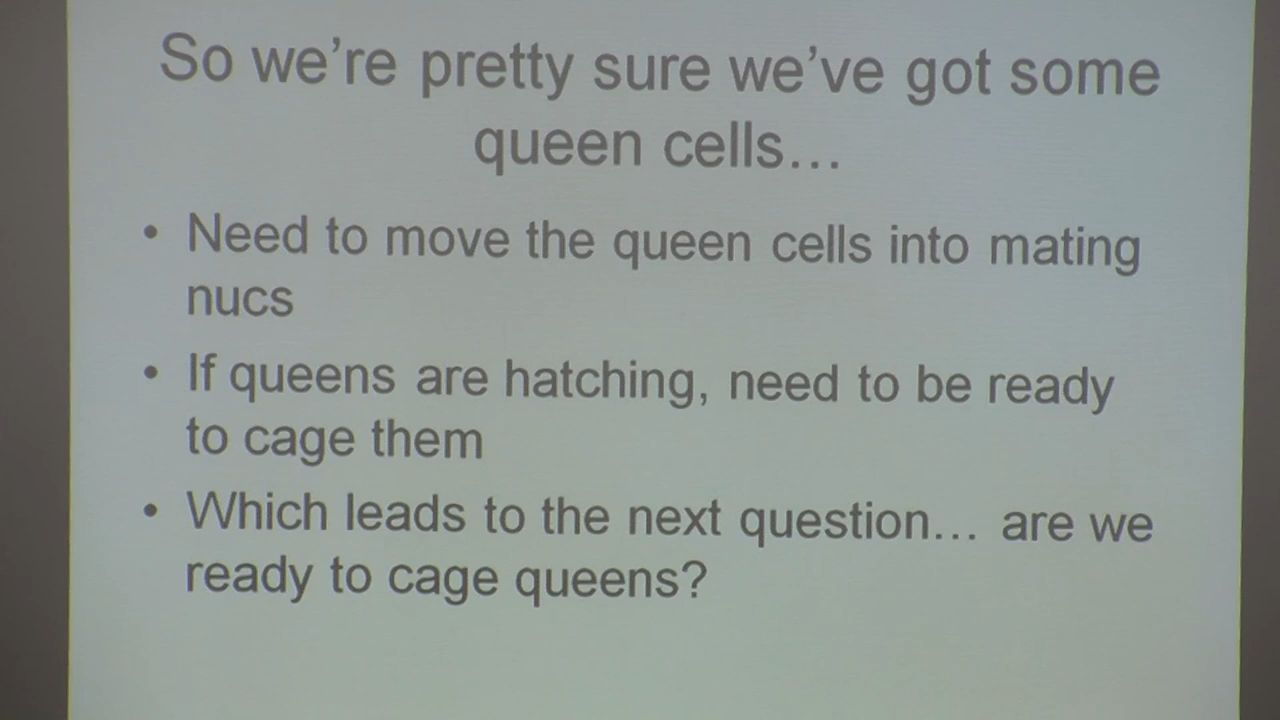 So we're pretty sure we've got some
queen cells...
• Need to move the queen cells into mating
nucs
• If queens are hatching, need to be ready
to cage them
• Which leads to the next question... are we
ready to cage queens?